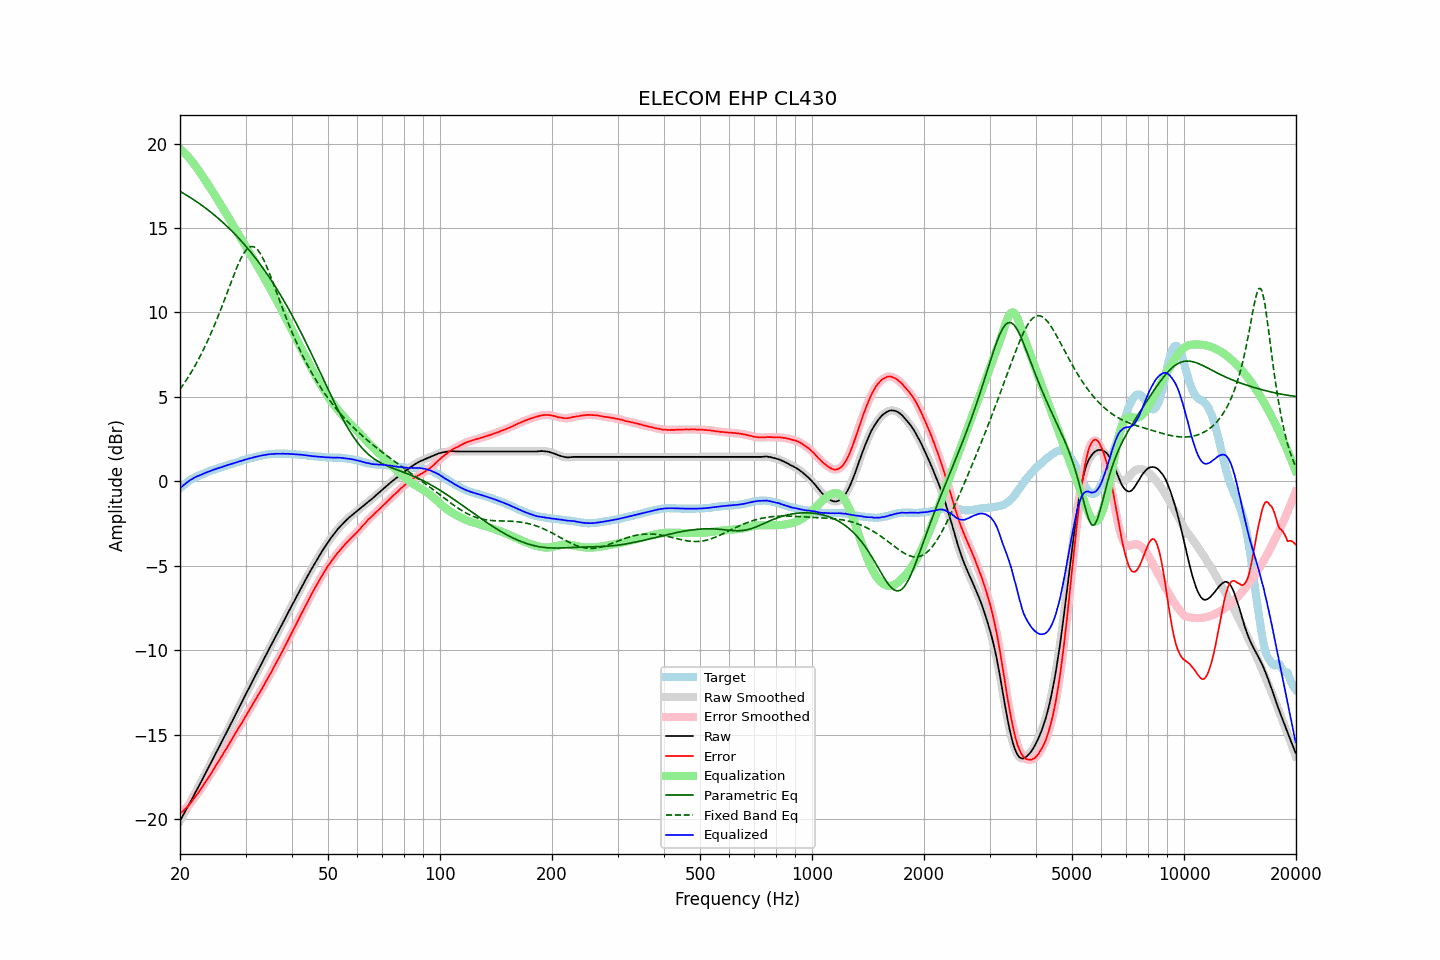 ELECOM EHP CL430
Amplitude (dBr)
20
15
10
5
0
−5
−10
−15
−20
Target
Raw Smoothed
Error Smoothed
Raw
Error
Equalization
Parametric Eq
Fixed Band Eq
Equalized
20 50 100 200 500 1000 2000 5000 10000 20000
Frequency (Hz)